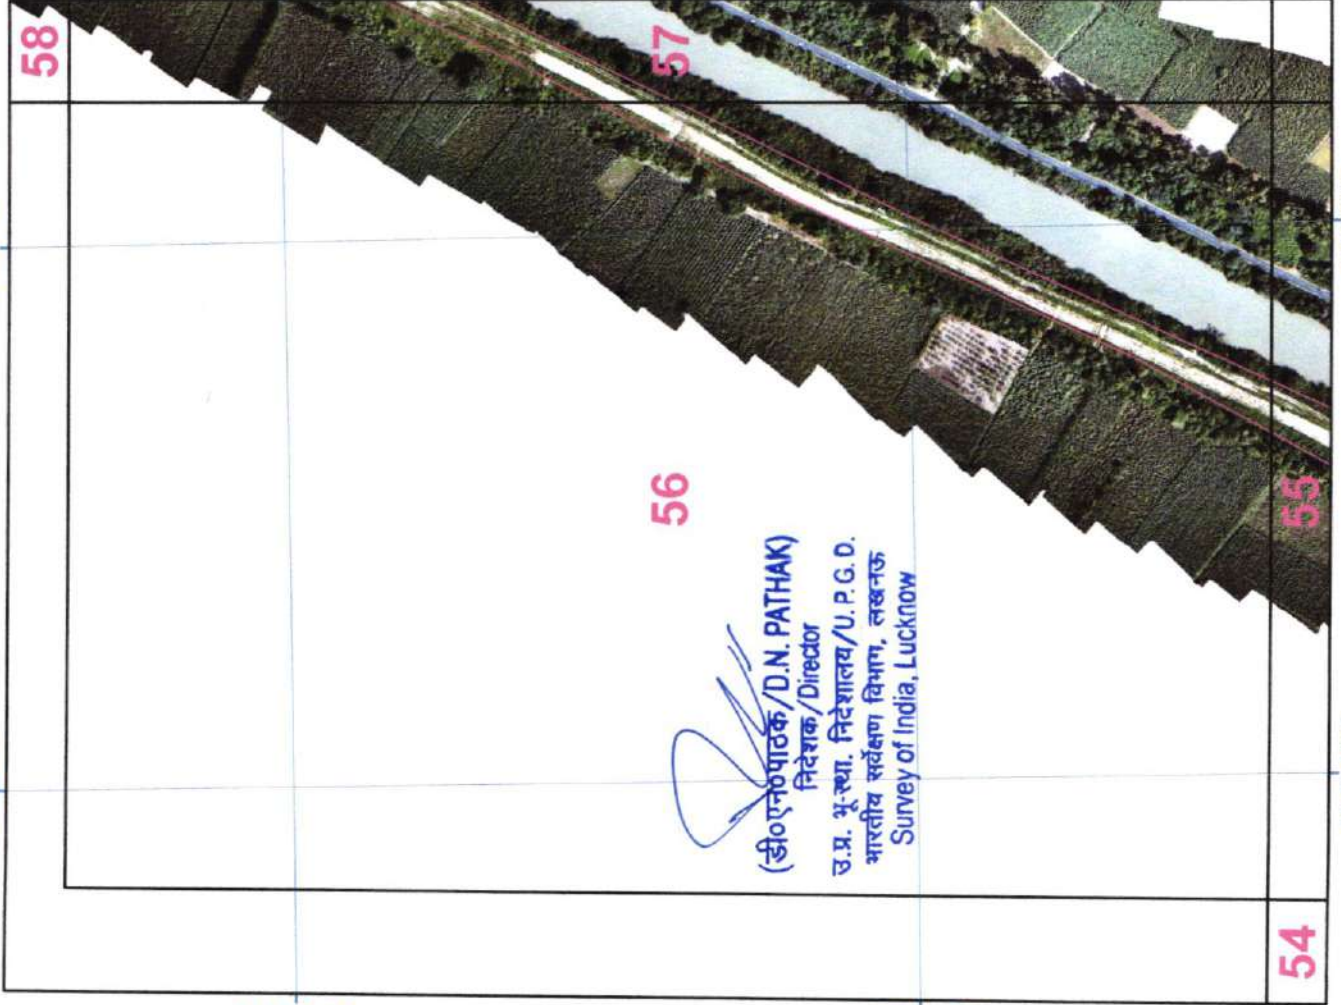 58
57
56
(डी०एन०पाठक/D.N. PATHAK)
निदेशक/Director
उ.प्र. भू-स्था. निदेशालय/U.P.G.D.
भारतीय सर्वेक्षण विभाग, लखनऊ
Survey of India, Lucknow
55
54